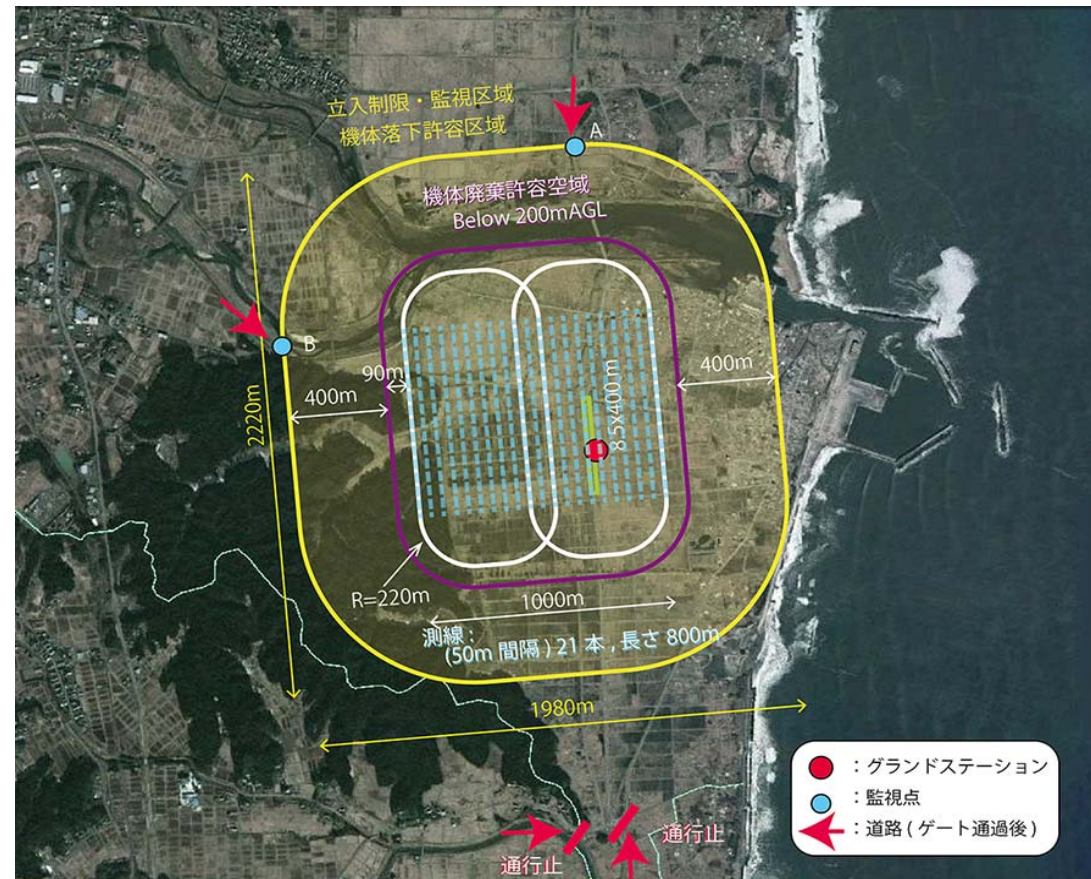 立入制限・監視区域
機体落下許容区域
A
機体廃棄許容空域
Below 200mAGL
B
90m
400m
400m
2220m
8.5x400 m
R=220m
1000m
測線：
(50m 間隔 ) 21 本 , 長さ 800m
1980m
：グランドステーション
：監視点
：道路 ( ゲート通過後 )
通行止
通行止